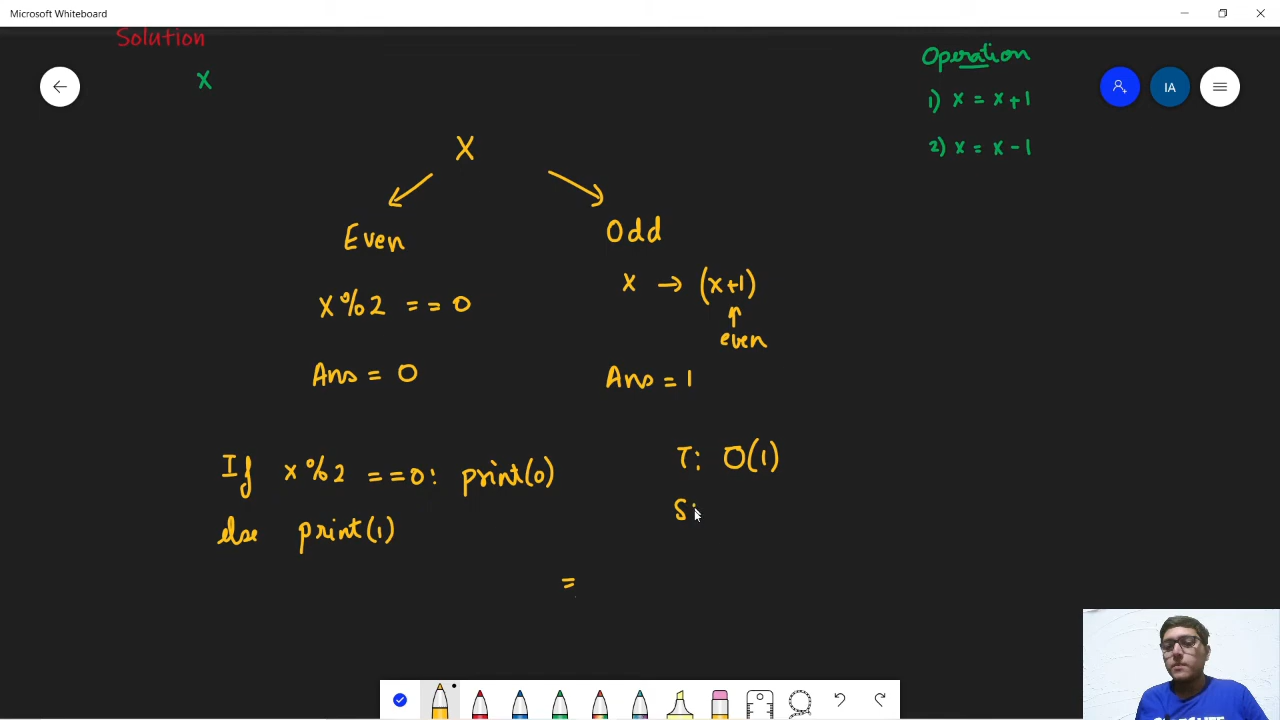 Microsoft Whiteboard
Solution
X
Operation
1) x = x + 1
2) x = x - 1
IA
X
Even
Odd
X%2 == 0
x → (x+1)
even
Ans = 0
Ans = 1
If x%2 == 0: print(0)
else print(1)
T: O(1)
S:
=